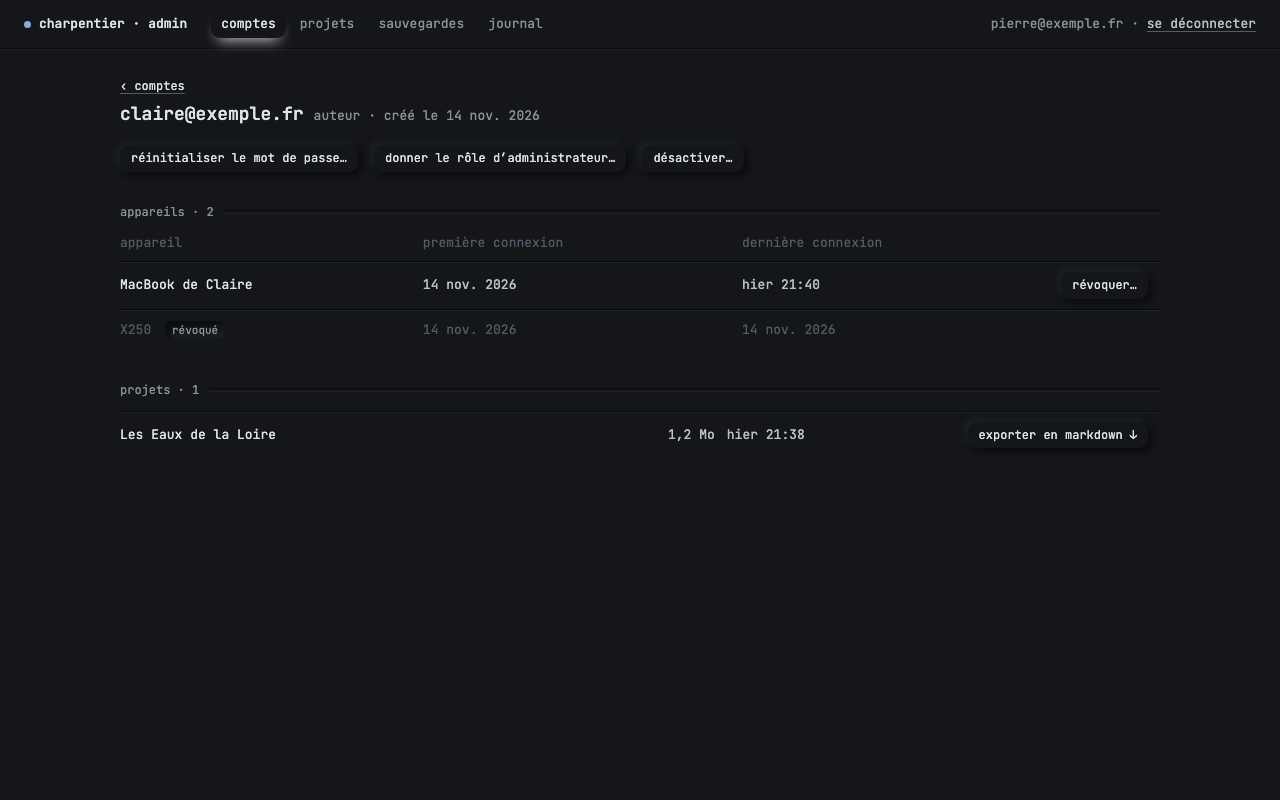 charpentier · admin comptes projets sauvegardes journal pierre@exemple.fr · se déconnecter
‹ comptes
claire@exemple.fr auteur · créé le 14 nov. 2026
réinitialiser le mot de passe… donner le rôle d’administrateur… désactiver…
appareils · 2
appareil première connexion dernière connexion
MacBook de Claire 14 nov. 2026 hier 21:40 révoquer…
X250 révoqué 14 nov. 2026 14 nov. 2026
projets · 1
Les Eaux de la Loire 1,2 Mo hier 21:38 exporter en markdown ↓